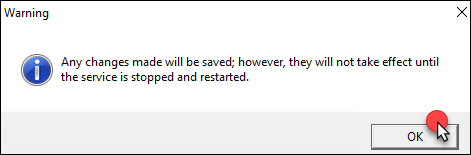 Warning
Any changes made will be saved; however, they will not take effect until
the service is stopped and restarted.
OK